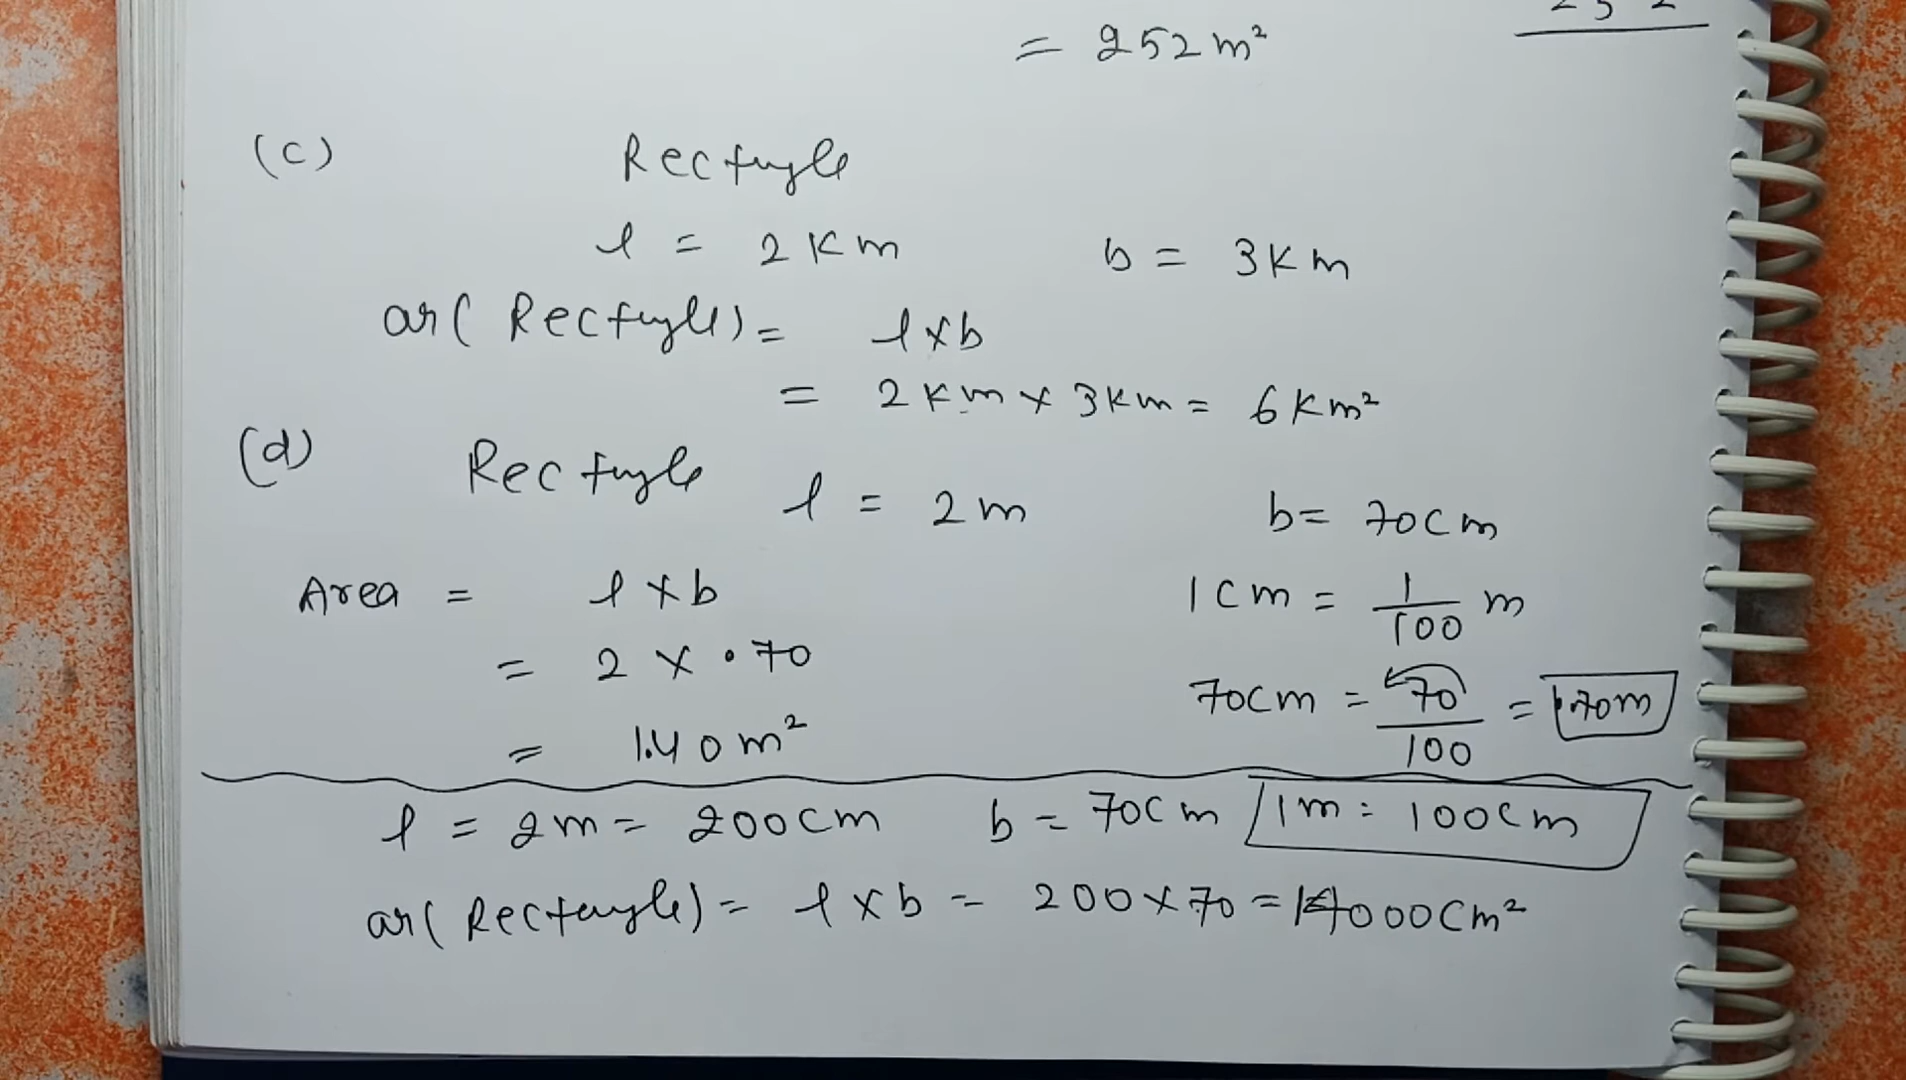 = 252 m²
(c) Rectangle
l = 2 Km b = 3 Km
ar( Rectangle) = l × b
= 2 Km × 3 Km = 6 Km²
(d) Rectangle l = 2 m b = 70 Cm
Area = l × b 1 Cm = 1/100 m
= 2 × .70
70 Cm = 70/100 = .70m
= 1.40 m²
l = 2m = 200 Cm b = 70 Cm 1 m = 100 Cm
ar( Rectangle) = l × b = 200 × 70 = 14000 Cm²